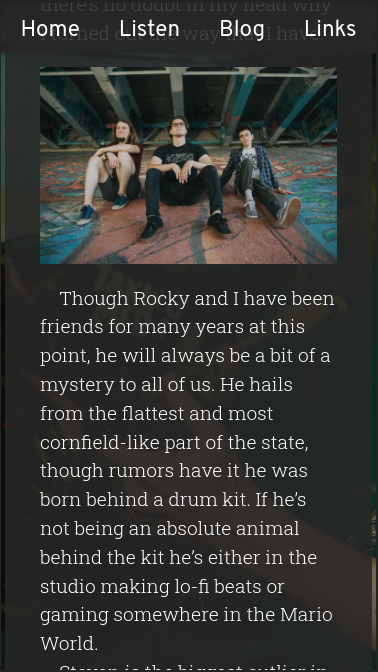 there's no doubt in my head why
Home Listen Blog Links
I turned out the way that I have.
Though Rocky and I have been
friends for many years at this
point, he will always be a bit of a
mystery to all of us. He hails
from the flattest and most
cornfield-like part of the state,
though rumors have it he was
born behind a drum kit. If he’s
not being an absolute animal
behind the kit he’s either in the
studio making lo-fi beats or
gaming somewhere in the Mario
World.
Steven is the biggest outlier in